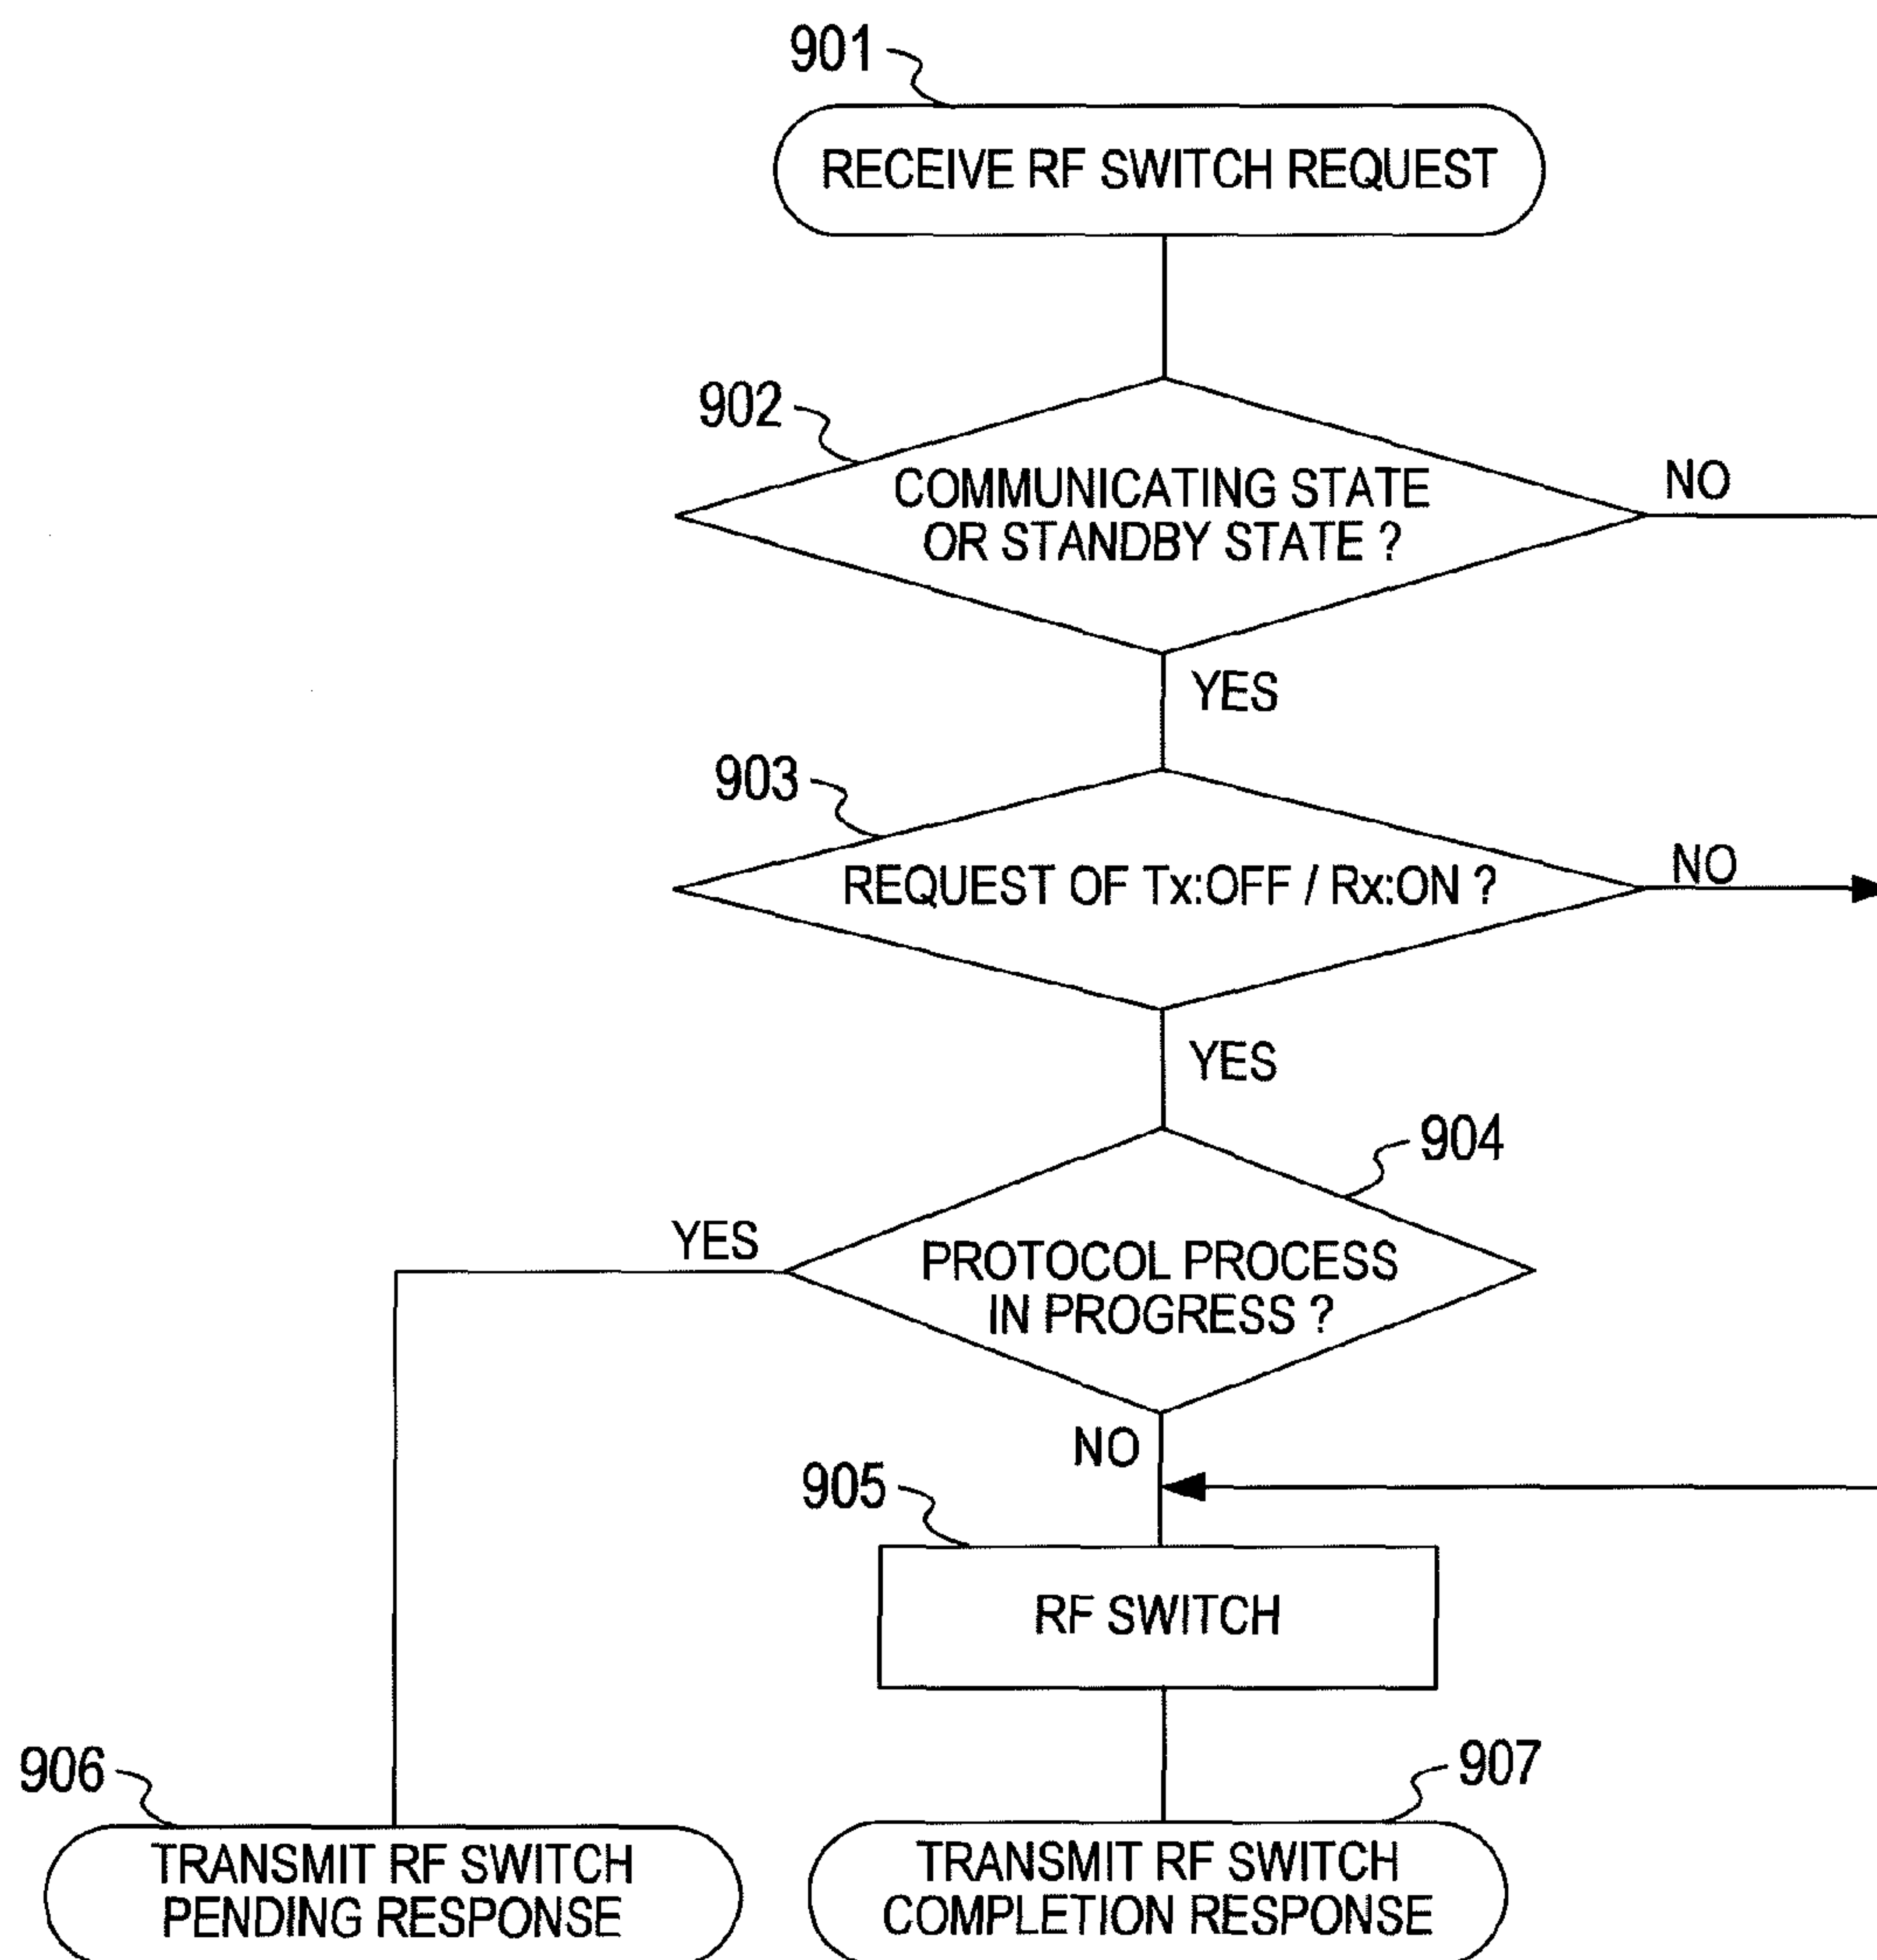 901
RECEIVE RF SWITCH REQUEST
902
COMMUNICATING STATE
OR STANDBY STATE ?
NO
YES
903
REQUEST OF Tx:OFF / Rx:ON ?
NO
YES
904
YES
PROTOCOL PROCESS
IN PROGRESS ?
NO
905
RF SWITCH
906
907
TRANSMIT RF SWITCH
PENDING RESPONSE
TRANSMIT RF SWITCH
COMPLETION RESPONSE